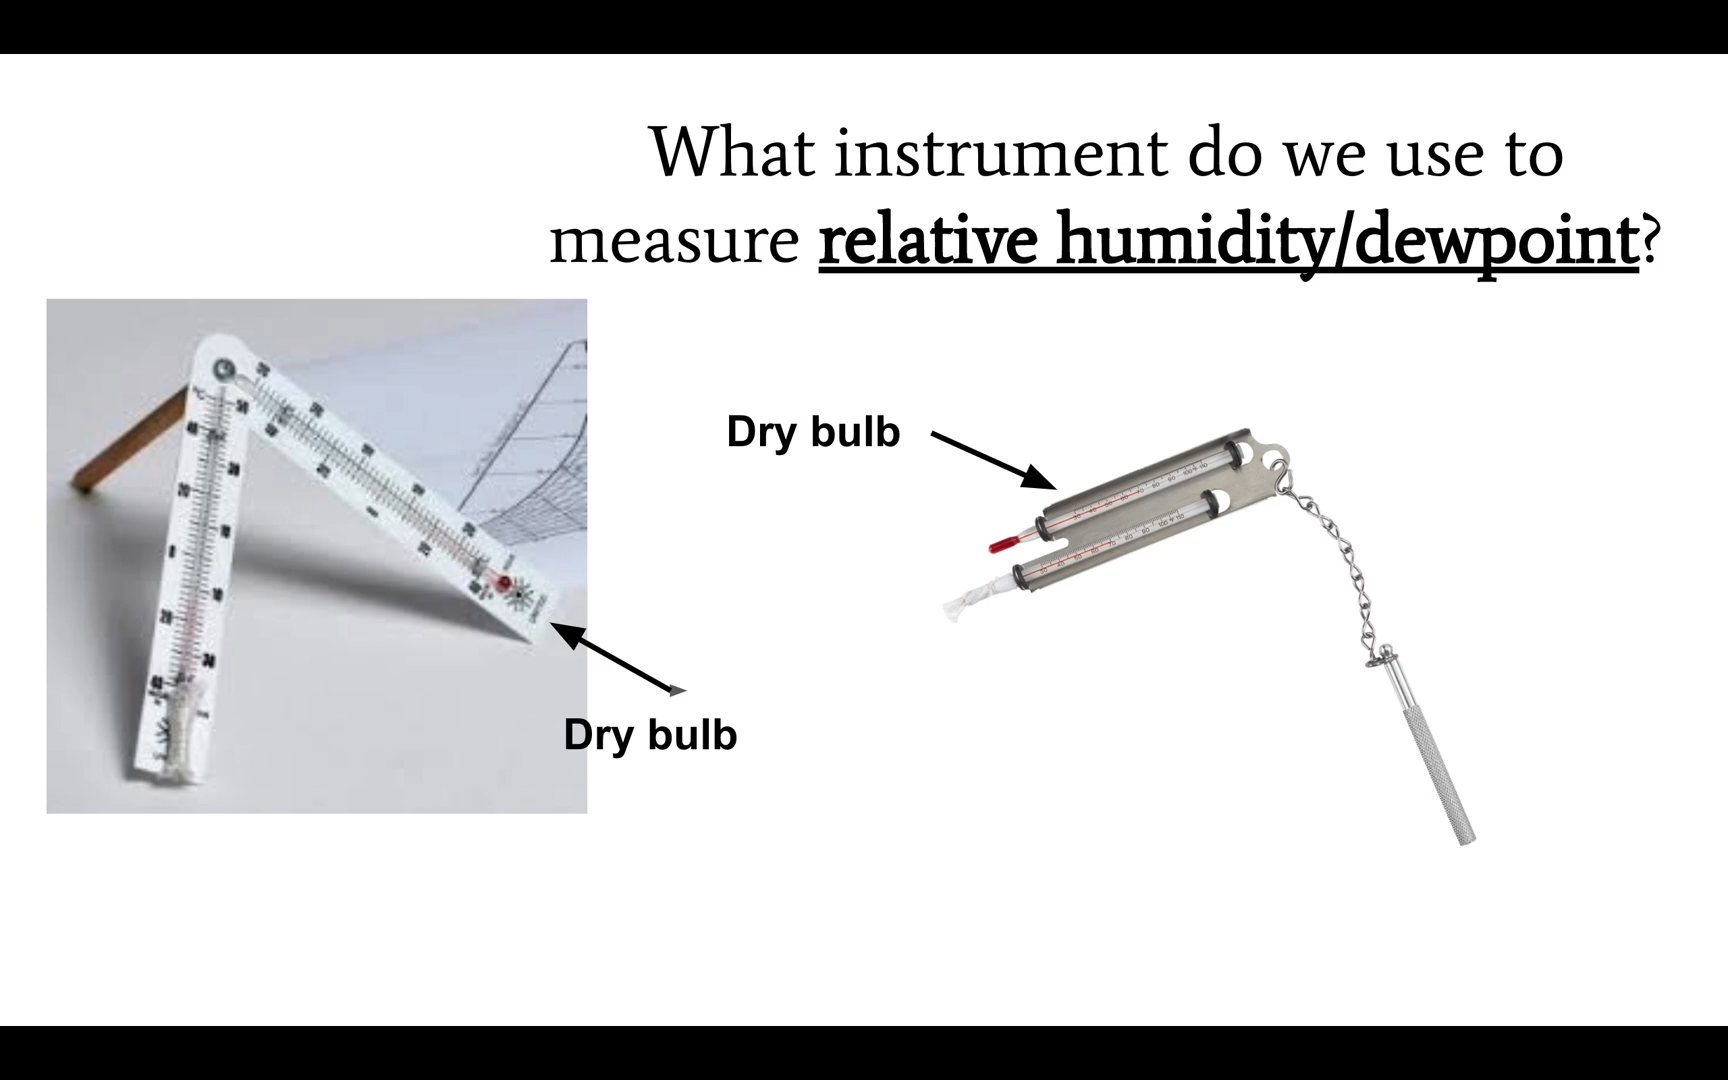 What instrument do we use to
measure relative humidity/dewpoint?
Dry bulb
Dry bulb